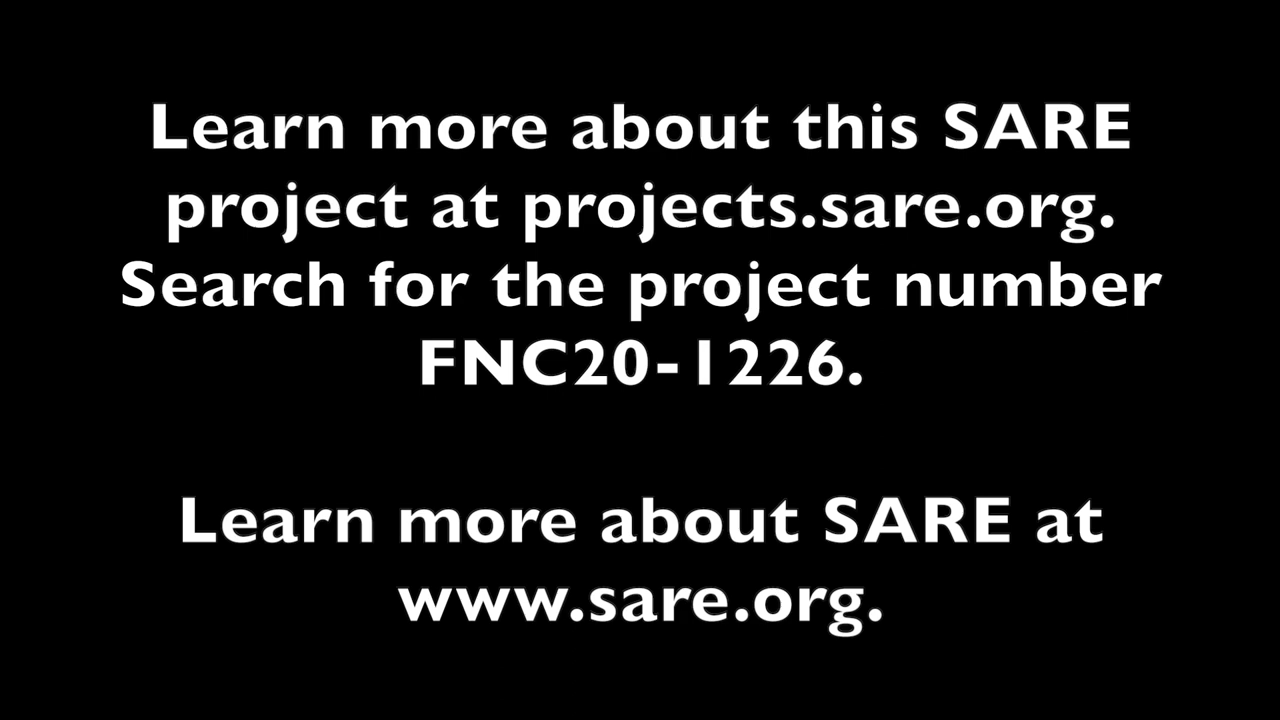 Learn more about this SARE
project at projects.sare.org.
Search for the project number
FNC20-1226.
Learn more about SARE at
www.sare.org.